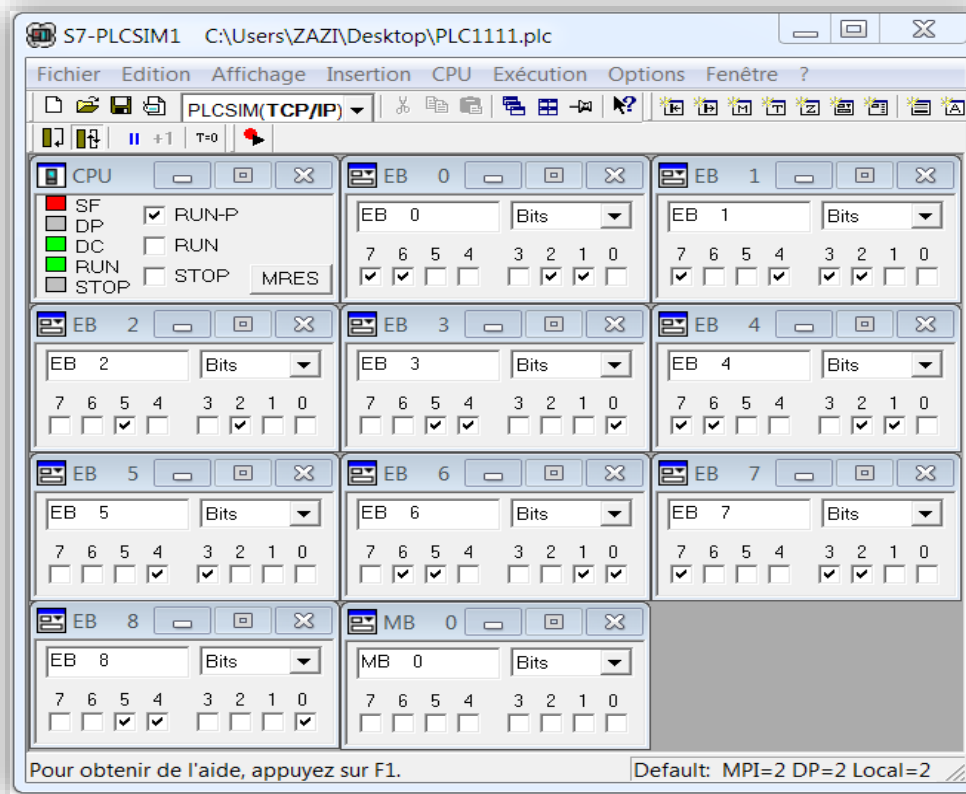 S7-PLCSIM1 C:\Users\ZAZI\Desktop\PLC1111.plc
Fichier Edition Affichage Insertion CPU Exécution Options Fenêtre ?
PLCSIM(TCP/IP)
+1 T=0
CPU
SF
DP
DC
RUN
STOP
RUN-P
RUN
STOP
MRES
EB 0
EB 0 Bits
7 6 5 4 3 2 1 0
EB 1
EB 1 Bits
7 6 5 4 3 2 1 0
EB 2
EB 2 Bits
7 6 5 4 3 2 1 0
EB 3
EB 3 Bits
7 6 5 4 3 2 1 0
EB 4
EB 4 Bits
7 6 5 4 3 2 1 0
EB 5
EB 5 Bits
7 6 5 4 3 2 1 0
EB 6
EB 6 Bits
7 6 5 4 3 2 1 0
EB 7
EB 7 Bits
7 6 5 4 3 2 1 0
EB 8
EB 8 Bits
7 6 5 4 3 2 1 0
MB 0
MB 0 Bits
7 6 5 4 3 2 1 0
Pour obtenir de l'aide, appuyez sur F1.
Default: MPI=2 DP=2 Local=2